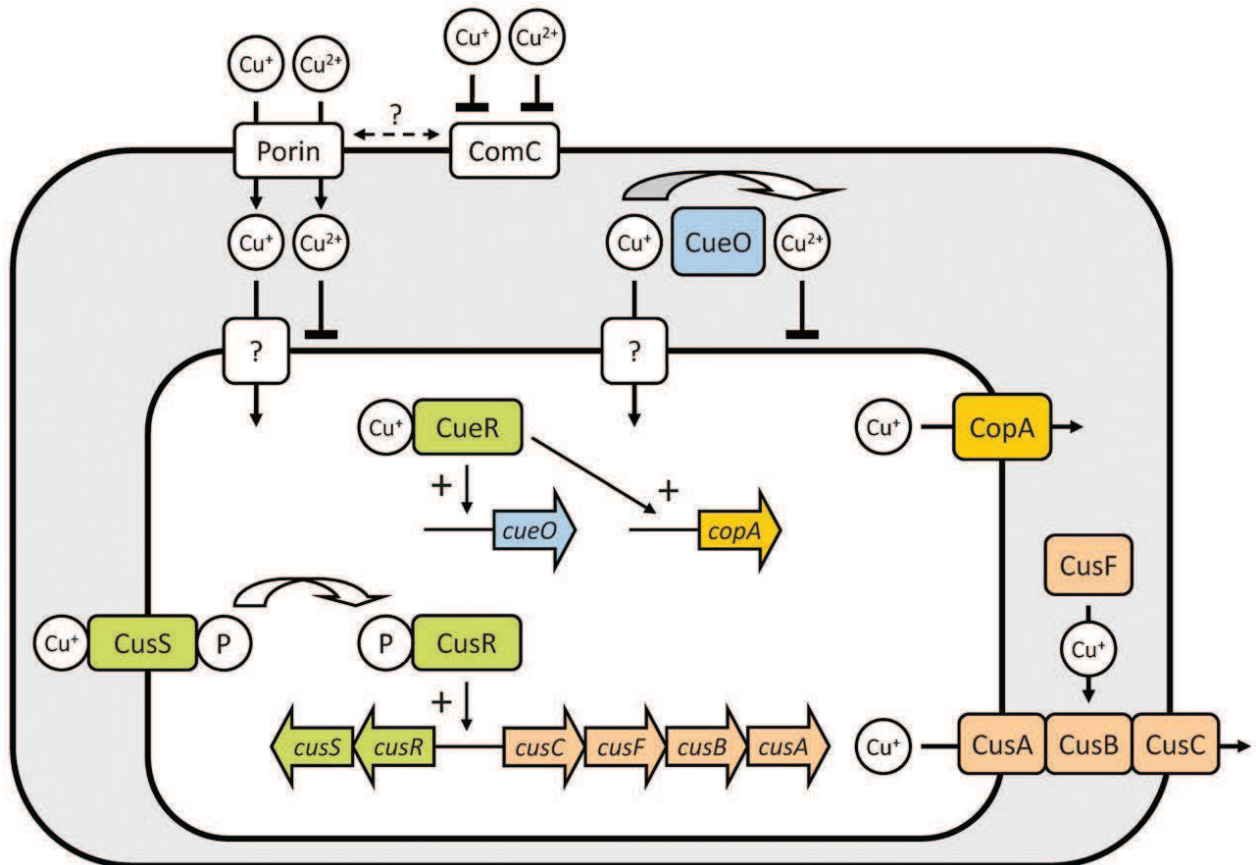 Cu⁺ Cu²⁺
Cu⁺ Cu²⁺
?
Porin
ComC
Cu⁺ Cu²⁺
Cu⁺ CueO Cu²⁺
?
?
Cu⁺ CueR
Cu⁺ CopA
+
+
cueO
copA
CusF
Cu⁺ CusS P
P CusR
Cu⁺
+
cusS cusR cusC cusF cusB cusA
Cu⁺ CusA CusB CusC